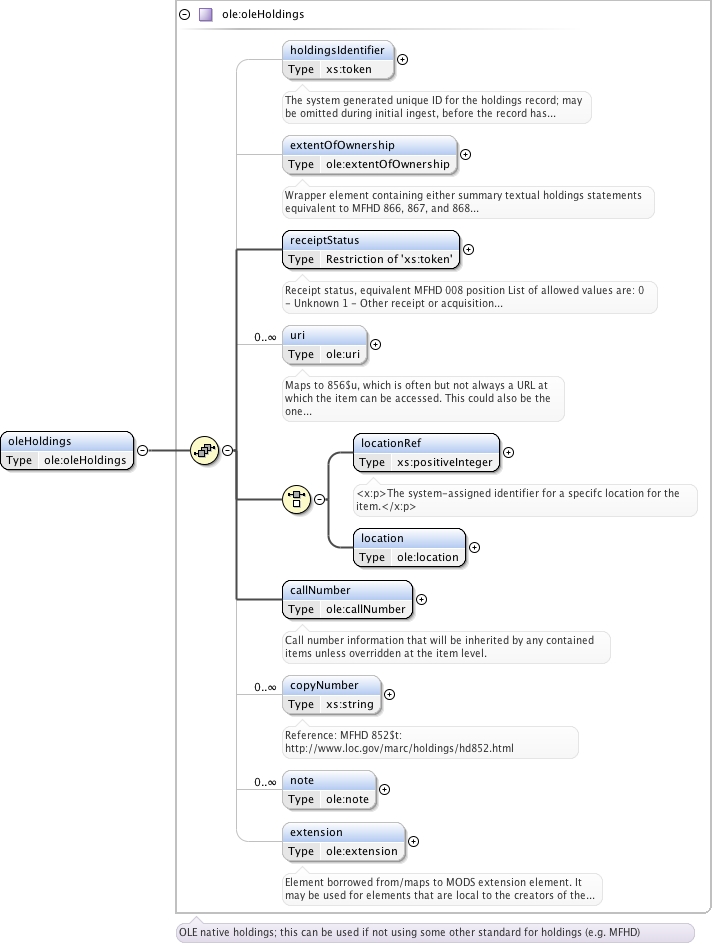 ole:oleHoldings
holdingsIdentifier
Type xs:token
The system generated unique ID for the holdings record; may
be omitted during initial ingest, before the record has...
extentOfOwnership
Type ole:extentOfOwnership
Wrapper element containing either summary textual holdings statements
equivalent to MFHD 866, 867, and 868...
receiptStatus
Type Restriction of 'xs:token'
Receipt status, equivalent MFHD 008 position List of allowed values are: 0
– Unknown 1 – Other receipt or acquisition...
0..∞
uri
Type ole:uri
Maps to 856$u, which is often but not always a URL at
which the item can be accessed. This could also be the
one...
oleHoldings
Type ole:oleHoldings
locationRef
Type xs:positiveInteger
<x:p>The system-assigned identifier for a specifc location for the
item.</x:p>
location
Type ole:location
callNumber
Type ole:callNumber
Call number information that will be inherited by any contained
items unless overridden at the item level.
0..∞
copyNumber
Type xs:string
Reference: MFHD 852$t:
http://www.loc.gov/marc/holdings/hd852.html
0..∞
note
Type ole:note
extension
Type ole:extension
Element borrowed from/maps to MODS extension element. It
may be used for elements that are local to the creators of the...
OLE native holdings; this can be used if not using some other standard for holdings (e.g. MFHD)